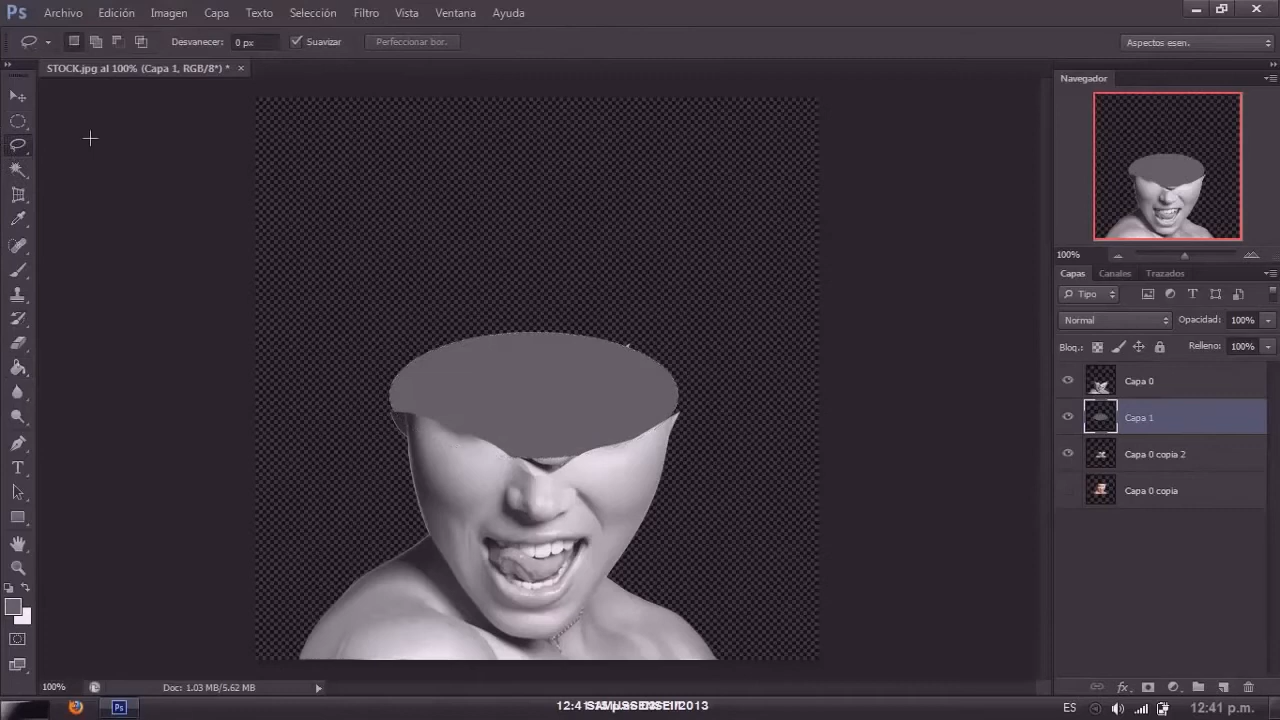 Ps Archivo Edición Imagen Capa Texto Selección Filtro Vista Ventana Ayuda
Desvanecer: 0 px Suavizar Perfeccionar bor. Aspectos esen.
STOCK.jpg al 100% (Capa 1, RGB/8*) * ×
Navegador
100%
Capas Canales Trazados
Tipo
Normal Opacidad: 100%
Bloq.: Relleno: 100%
Capa 0
Capa 1
Capa 0 copia 2
Capa 0 copia
100% Doc: 1.03 MB/5.62 MB
Ps ES 12:41 p.m.